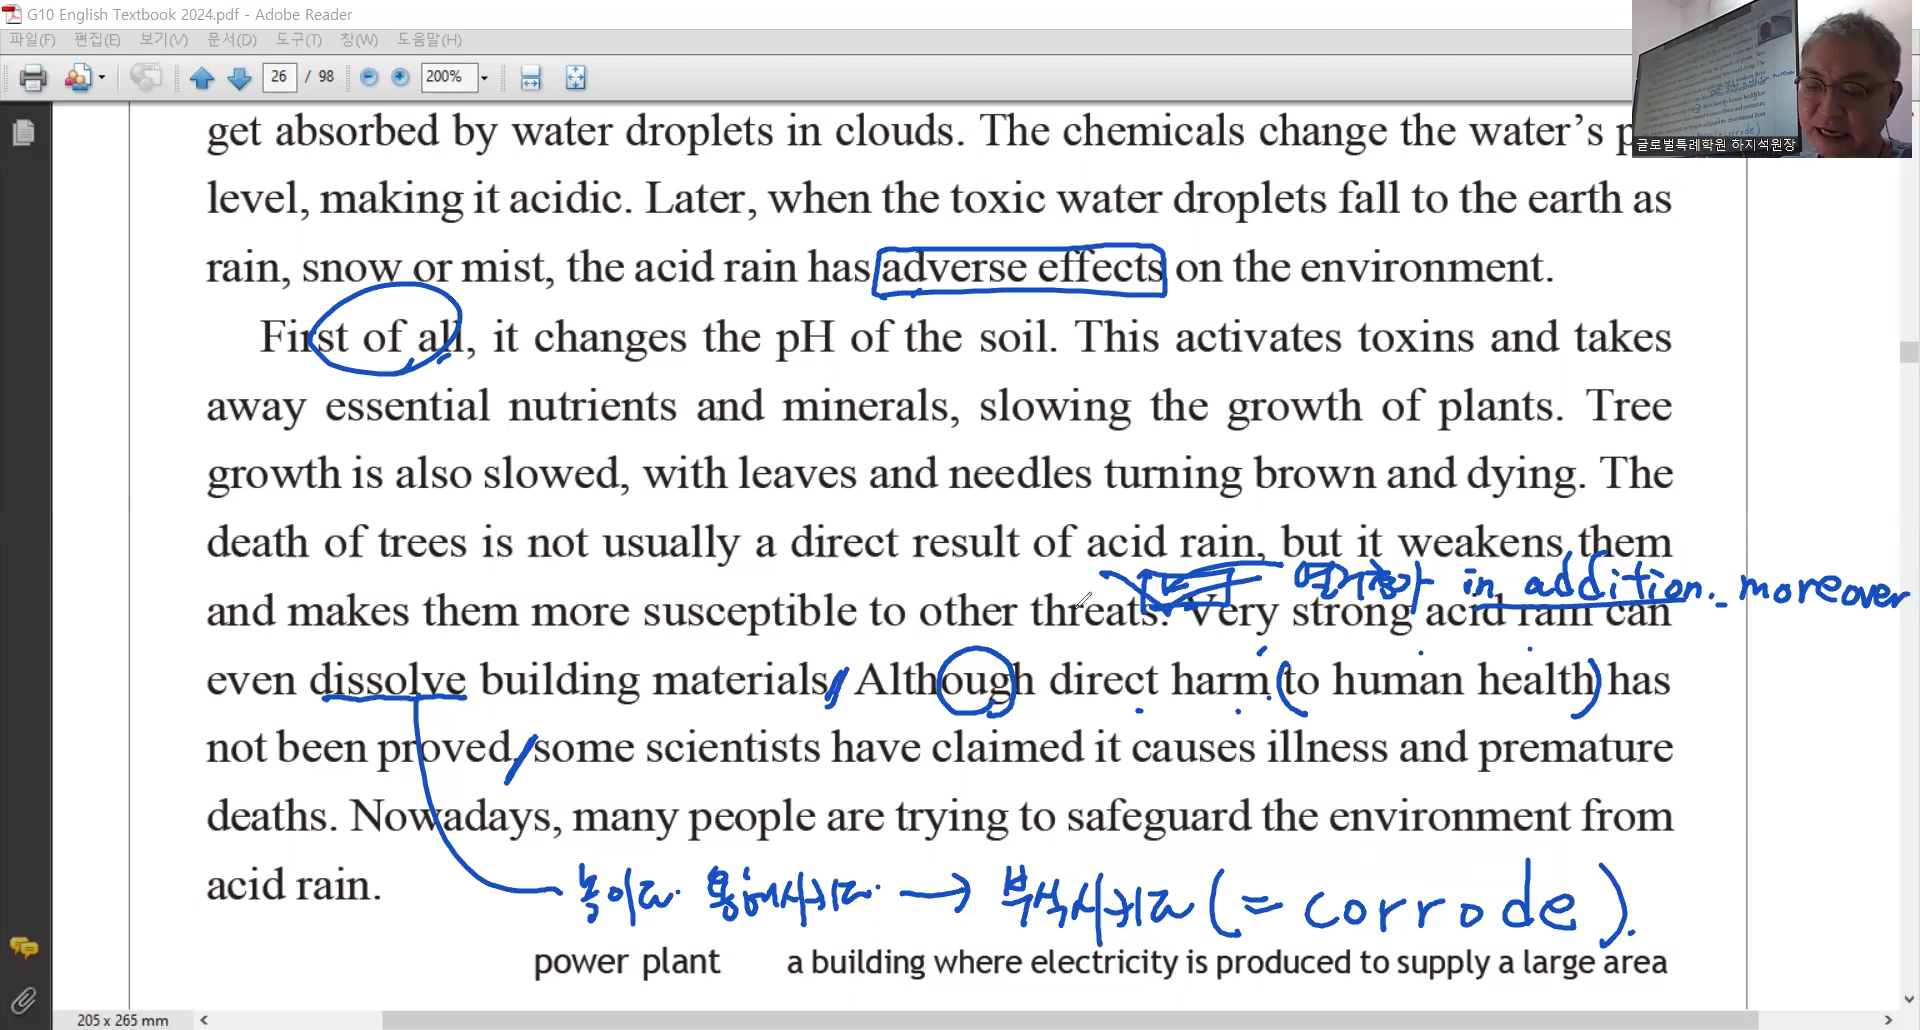 G10 English Textbook 2024.pdf - Adobe Reader
파일(F) 편집(E) 보기(V) 문서(D) 도구(T) 창(W) 도움말(H)
26 / 98 200%
글로벌특례학원 하지석원장
get absorbed by water droplets in clouds. The chemicals change the water's p
level, making it acidic. Later, when the toxic water droplets fall to the earth as
rain, snow or mist, the acid rain has adverse effects on the environment.
First of all, it changes the pH of the soil. This activates toxins and takes
away essential nutrients and minerals, slowing the growth of plants. Tree
growth is also slowed, with leaves and needles turning brown and dying. The
death of trees is not usually a direct result of acid rain, but it weakens them
in addition. moreover
and makes them more susceptible to other threats. Very strong acid rain can
even dissolve building materials. Although direct harm (to human health) has
not been proved, some scientists have claimed it causes illness and premature
deaths. Nowadays, many people are trying to safeguard the environment from
acid rain.
녹이다. 용해시키다. → 부식시키다 (= corrode).
power plant a building where electricity is produced to supply a large area
205 x 265 mm